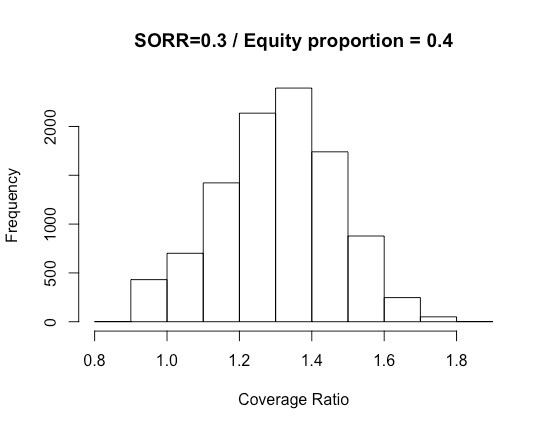 SORR=0.3 / Equity proportion = 0.4
Frequency
2000
1000
500
0
0.8 1.0 1.2 1.4 1.6 1.8
Coverage Ratio